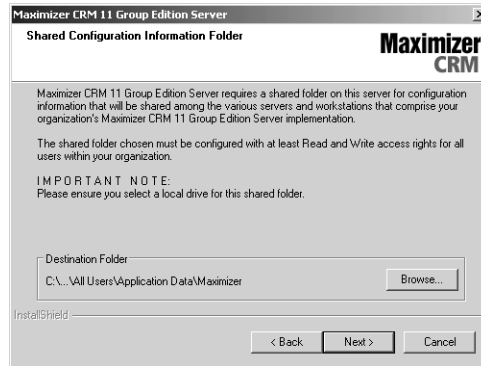 Maximizer CRM 11 Group Edition Server
Shared Configuration Information Folder
Maximizer
CRM
Maximizer CRM 11 Group Edition Server requires a shared folder on this server for configuration
information that will be shared among the various servers and workstations that comprise your
organization's Maximizer CRM 11 Group Edition Server implementation.
The shared folder chosen must be configured with at least Read and Write access rights for all
users within your organization.
I M P O R T A N T   N O T E:
Please ensure you select a local drive for this shared folder.
Destination Folder
C:\...\All Users\Application Data\Maximizer
Browse...
InstallShield
< Back
Next >
Cancel